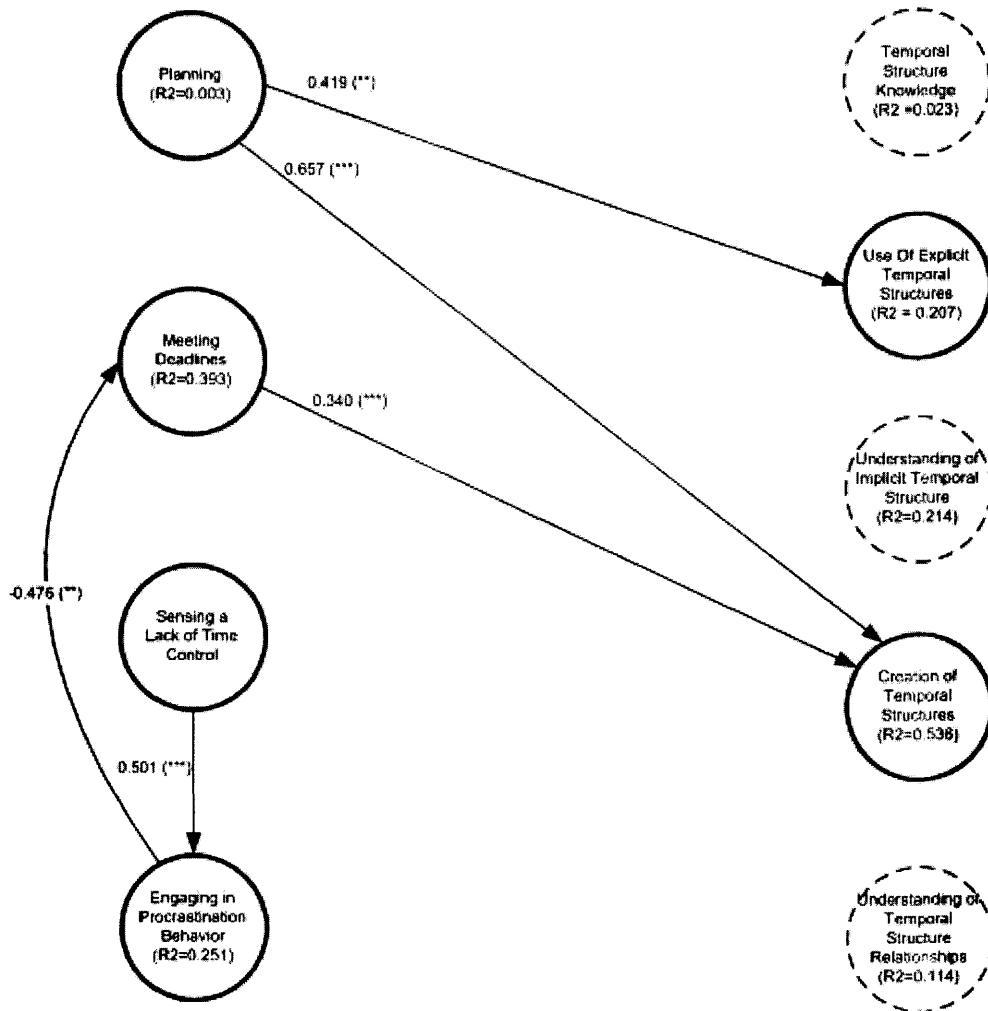 Planning
(R2=0.003)
0.419 (**)
Temporal
Structure
Knowledge
(R2 =0.023)
0.657 (***)
Use Of Explicit
Temporal
Structures
(R2 = 0.207)
Meeting
Deadlines
(R2=0.393)
0.340 (***)
Understanding of
Implicit Temporal
Structure
(R2=0.214)
-0.476 (**)
Sensing a
Lack of Time
Control
Creation of
Temporal
Structures
(R2=0.536)
0.501 (***)
Engaging in
Procrastination
Behavior
(R2=0.251)
Understanding of
Temporal
Structure
Relationships
(R2=0.114)